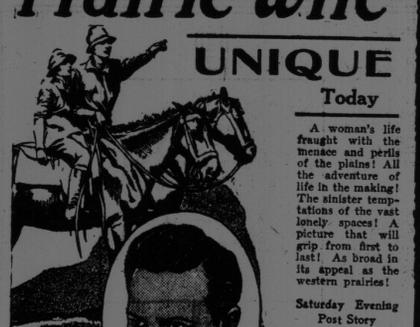 Prairie Wife
UNIQUE
Today
A woman's life
fraught with the
menace and perils
of the plains! All
the adventure of
life in the making!
The sinister temp-
tations of the vast
lonely spaces! A
picture that will
grip from first to
last! As broad in
its appeal as the
western prairies!
Saturday Evening
Post Story